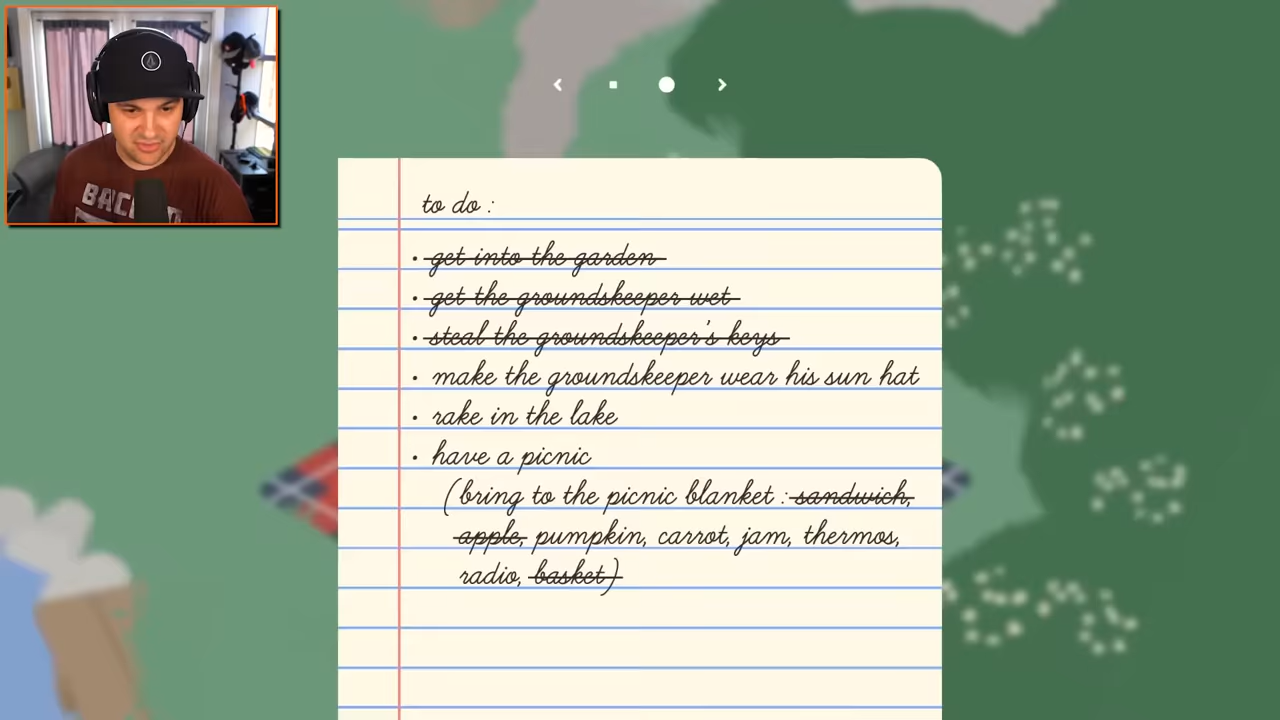 to do :
• get into the garden
• get the groundskeeper wet
• steal the groundskeeper's keys
• make the groundskeeper wear his sun hat
• rake in the lake
• have a picnic
(bring to the picnic blanket : sandwich,
apple, pumpkin, carrot, jam, thermos,
radio, basket)